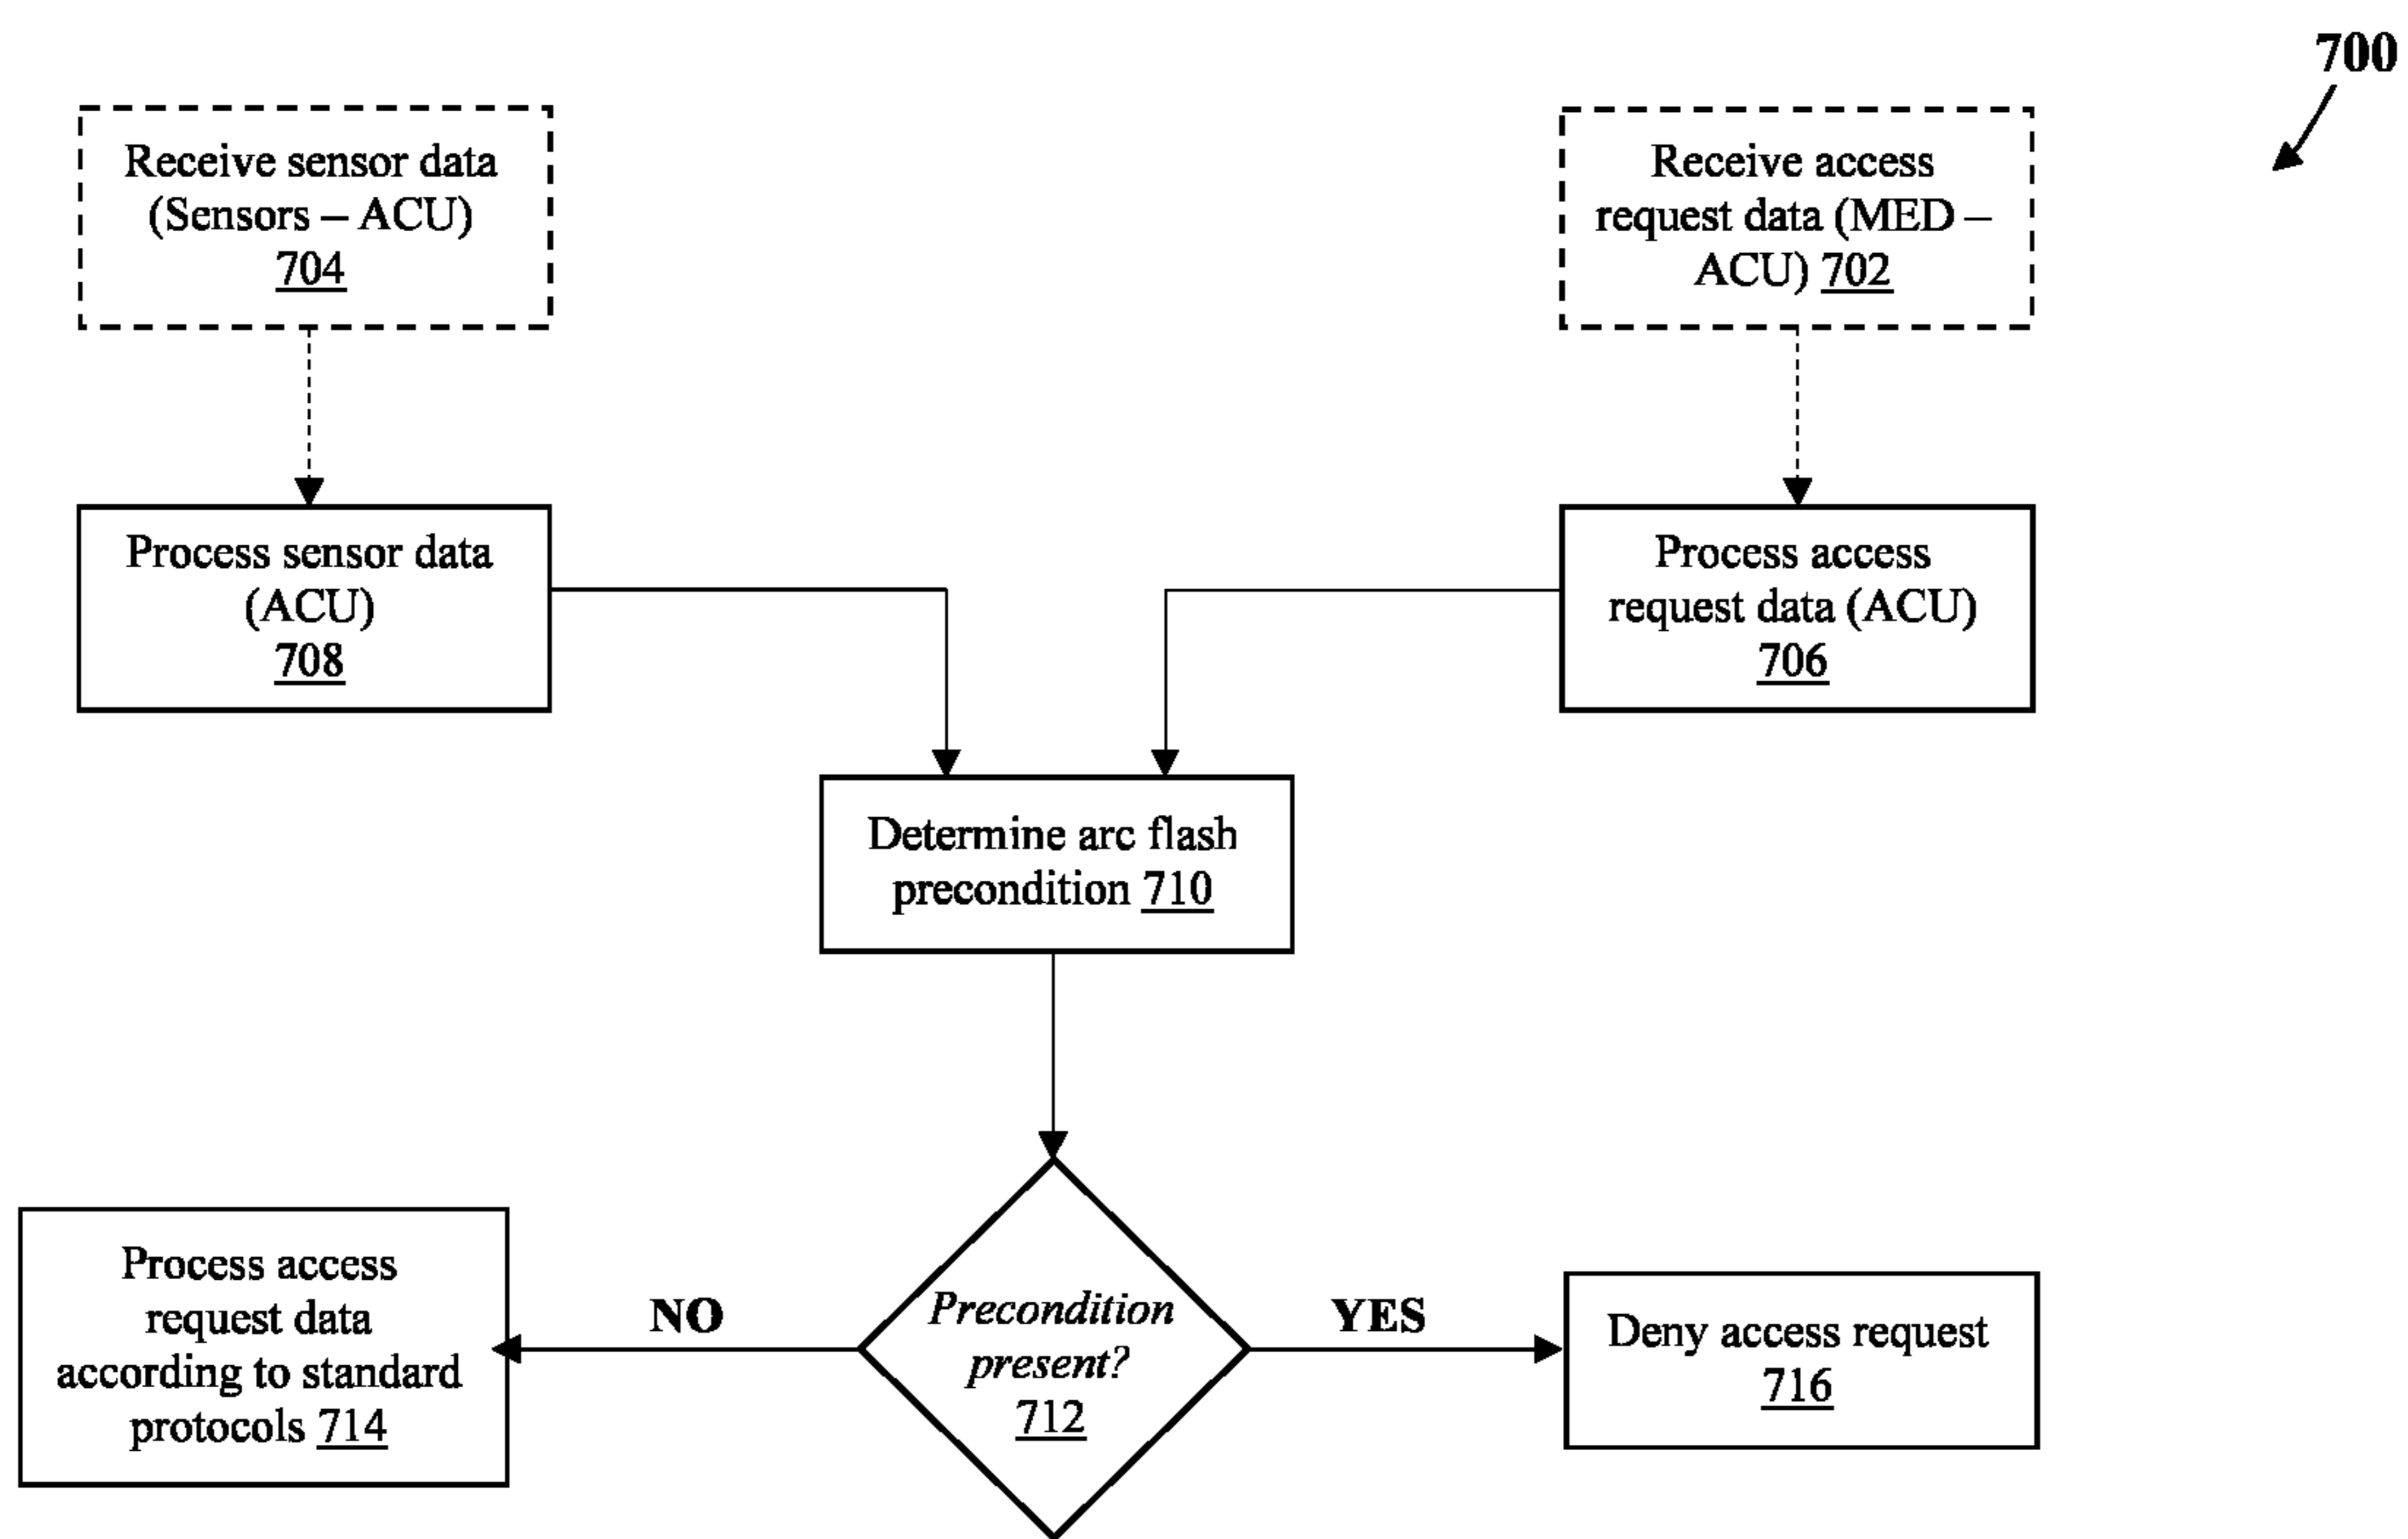 700
Receive sensor data
(Sensors – ACU)
704
Receive access
request data (MED –
ACU) 702
Process sensor data
(ACU)
708
Process access
request data (ACU)
706
Determine arc flash
precondition 710
Process access
request data
according to standard
protocols 714
NO
Precondition
present?
712
YES
Deny access request
716